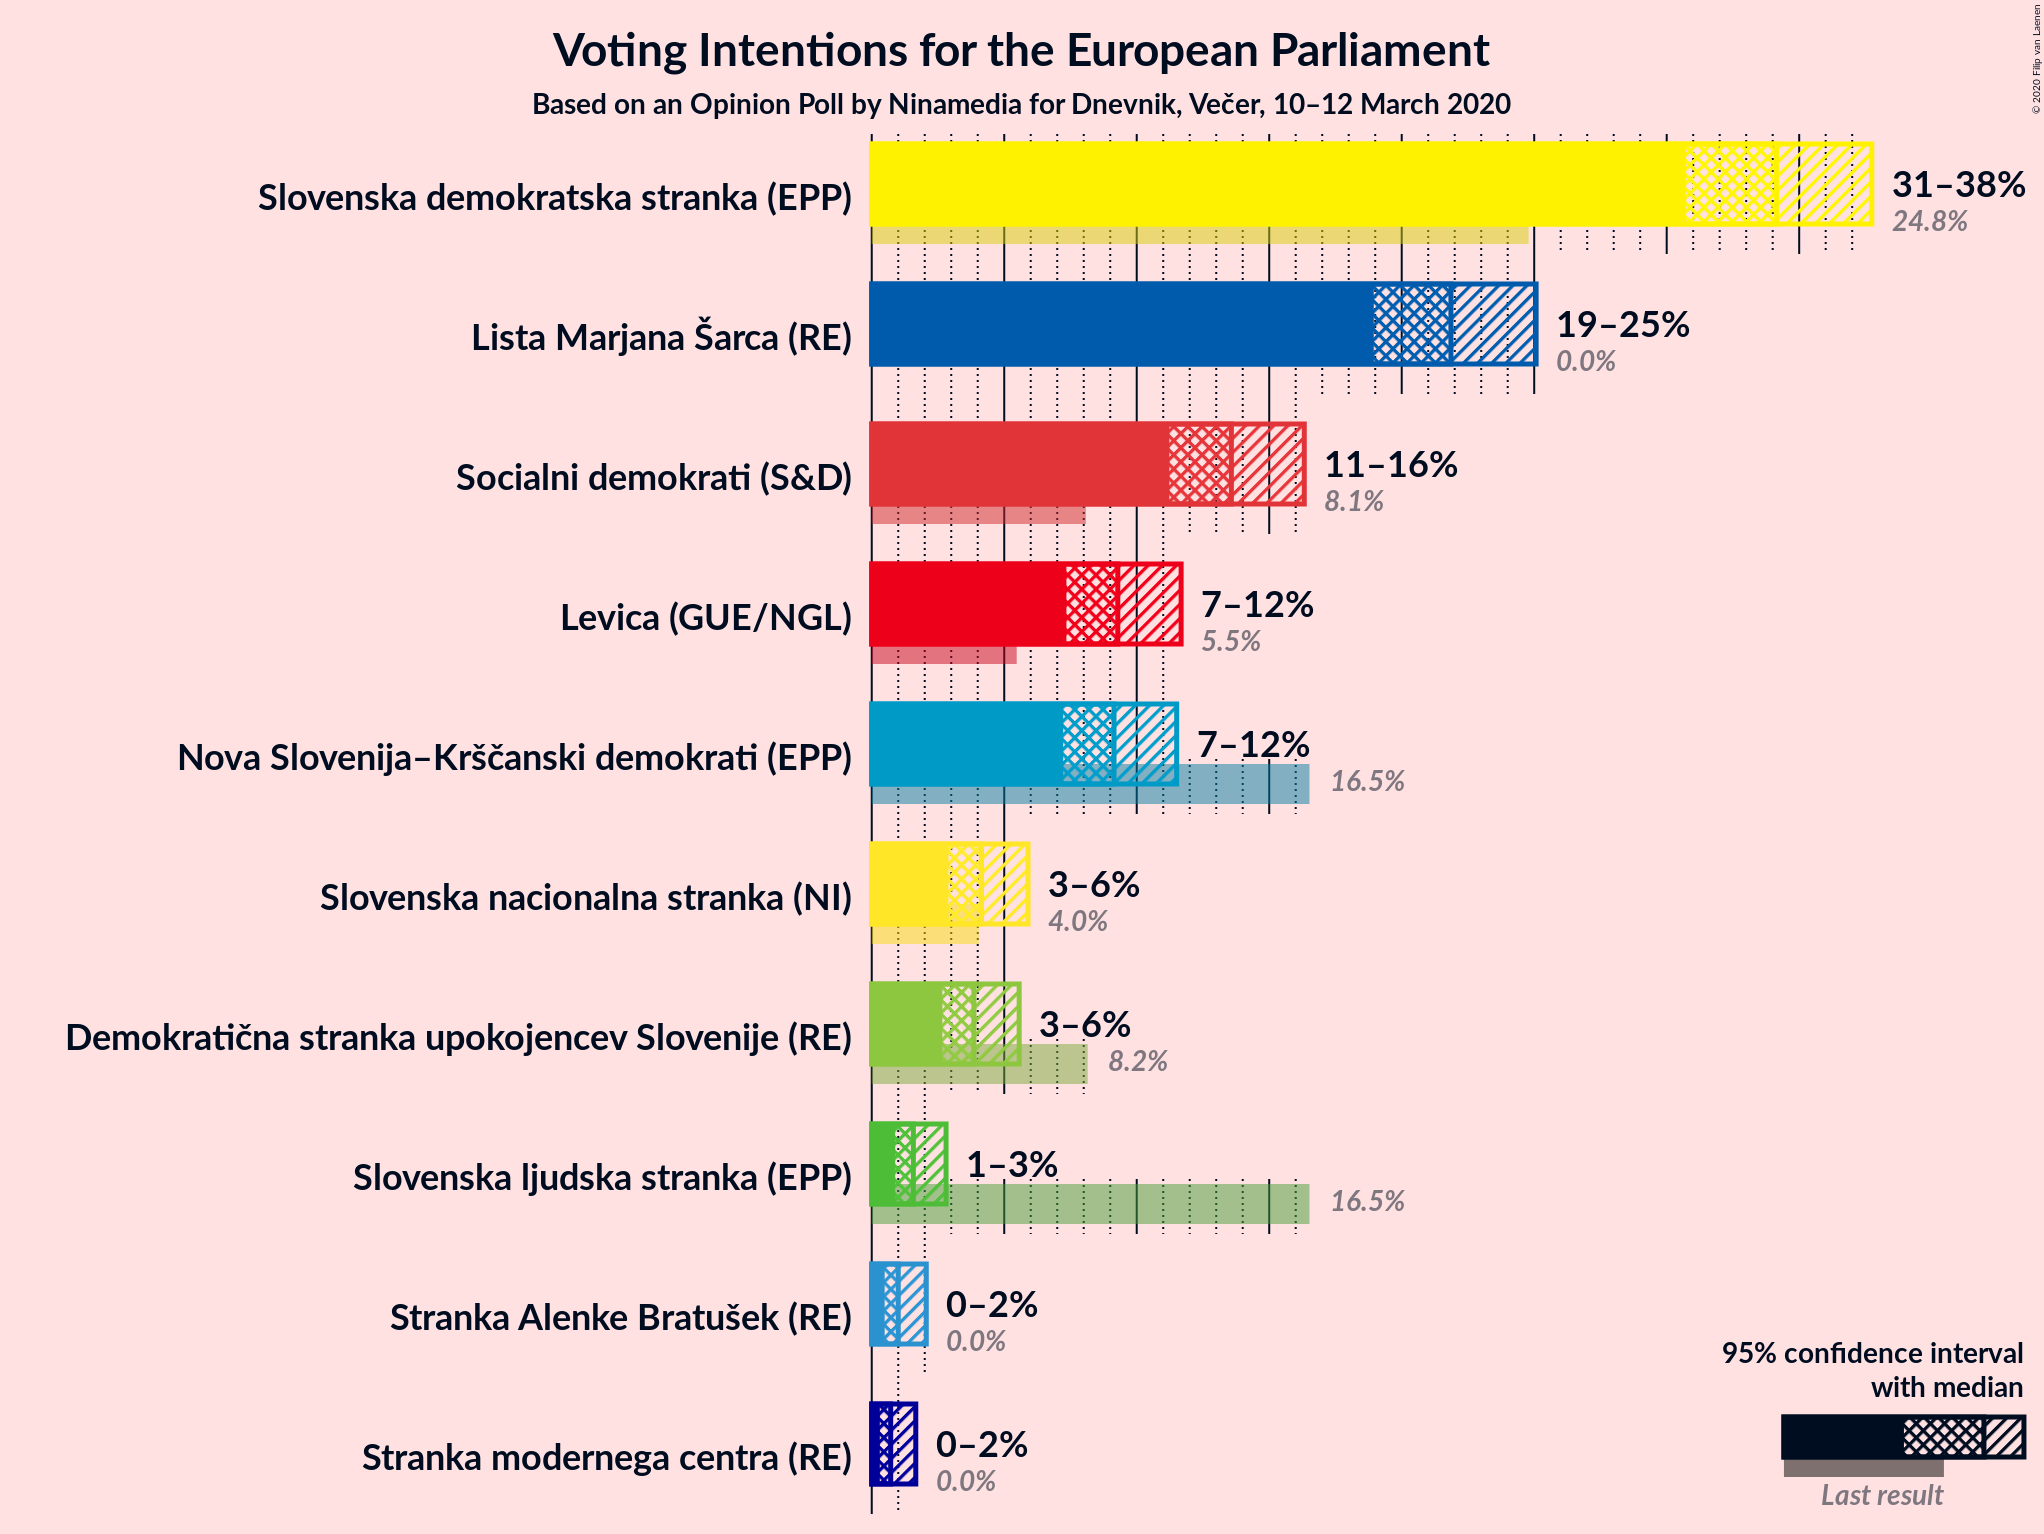 Voting Intentions for the European Parliament
Based on an Opinion Poll by Ninamedia for Dnevnik, Večer, 10–12 March 2020
© 2020 Filip van Laenen
Slovenska demokratska stranka (EPP)
31–38%
24.8%
Lista Marjana Šarca (RE)
19–25%
0.0%
Socialni demokrati (S&D)
11–16%
8.1%
Levica (GUE/NGL)
7–12%
5.5%
Nova Slovenija–Krščanski demokrati (EPP)
7–12%
16.5%
Slovenska nacionalna stranka (NI)
3–6%
4.0%
Demokratična stranka upokojencev Slovenije (RE)
3–6%
8.2%
Slovenska ljudska stranka (EPP)
1–3%
16.5%
Stranka Alenke Bratušek (RE)
0–2%
0.0%
Stranka modernega centra (RE)
0–2%
0.0%
95% confidence interval
with median
Last result